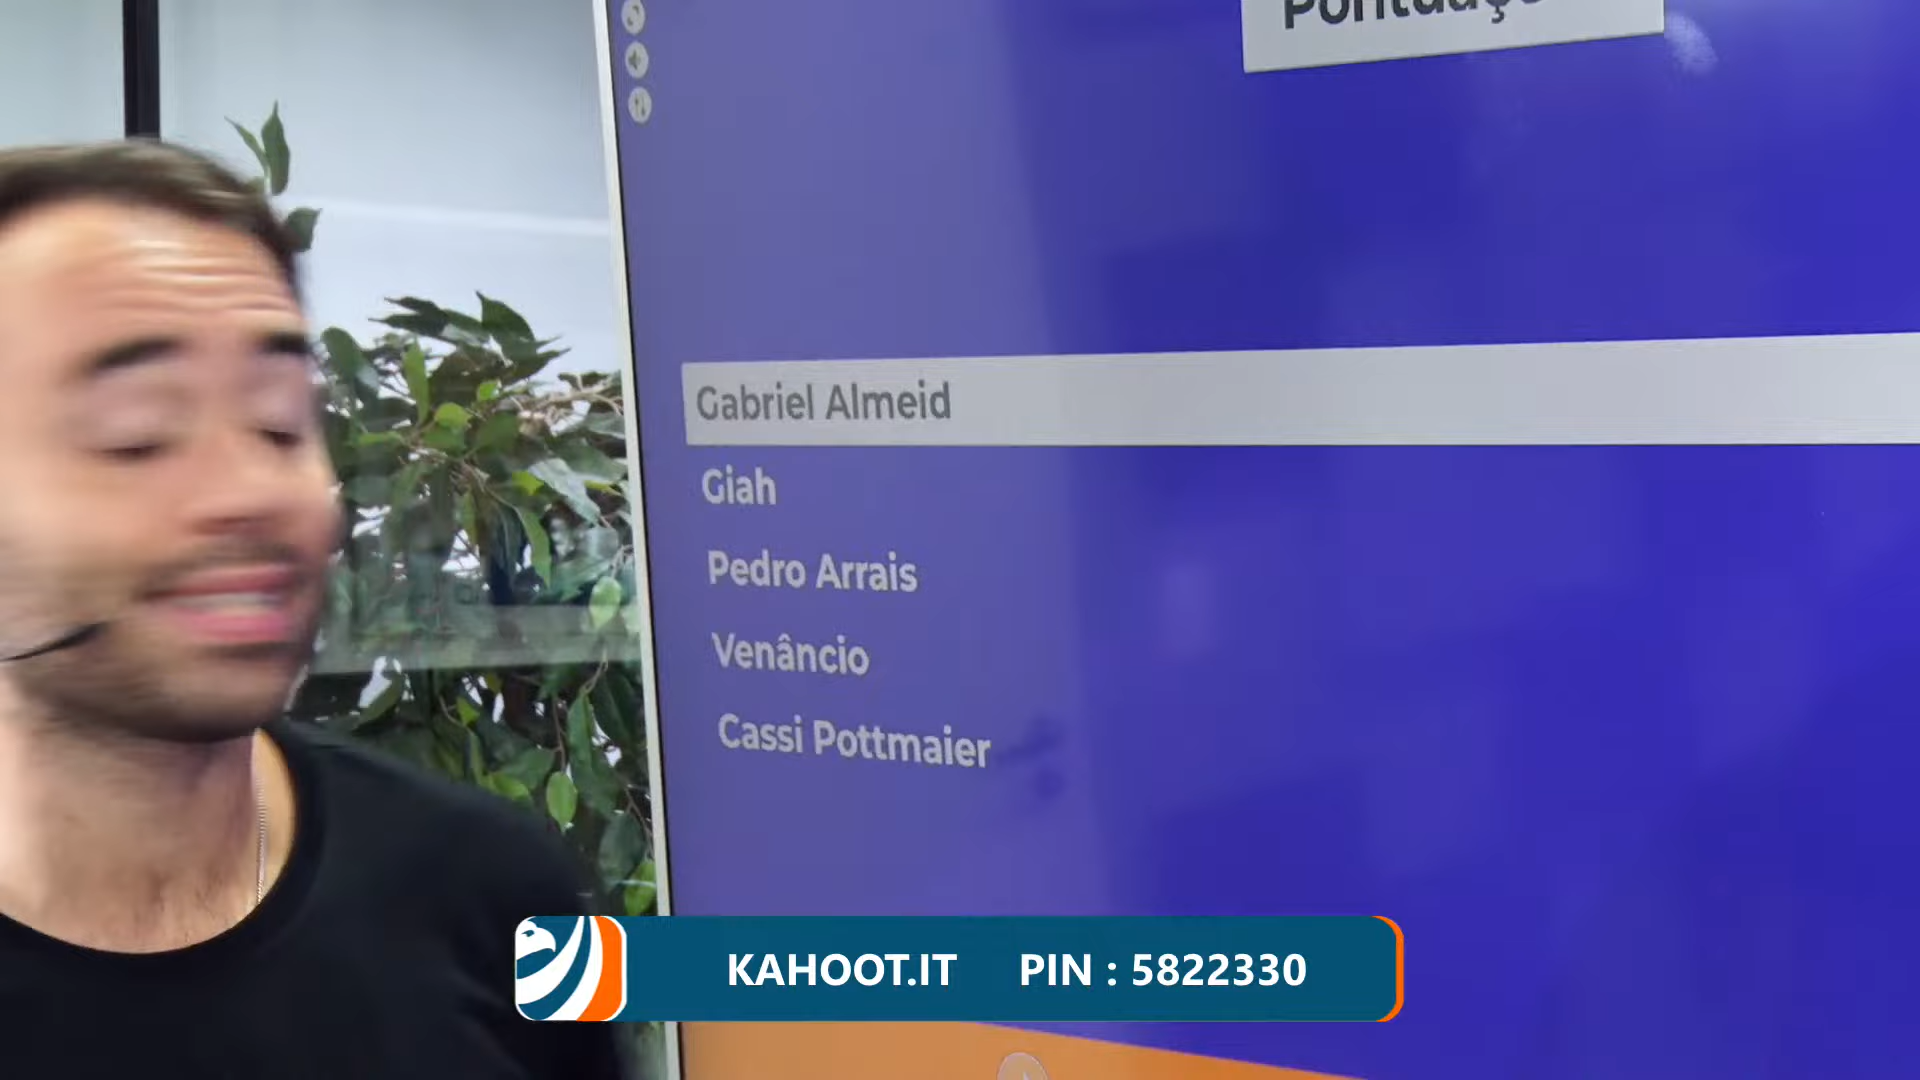 Gabriel Almeid
Giah
Pedro Arrais
Venâncio
Cassi Pottmaier
KAHOOT.IT PIN : 5822330